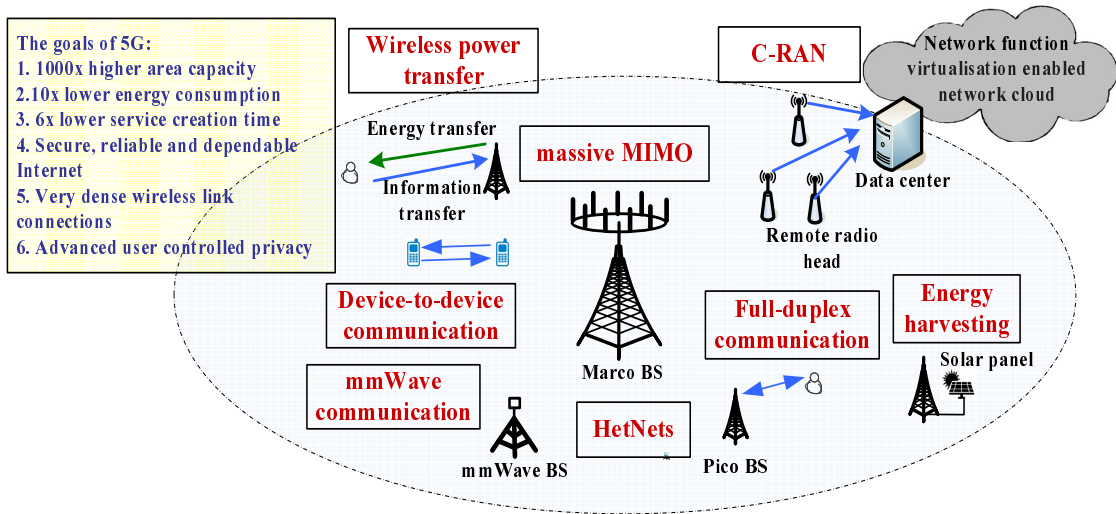 The goals of 5G:
1. 1000x higher area capacity
2.10x lower energy consumption
3. 6x lower service creation time
4. Secure, reliable and dependable
Internet
5. Very dense wireless link
connections
6. Advanced user controlled privacy
Wireless power
transfer
C-RAN
Network function
virtualisation enabled
network cloud
Energy transfer
Information
transfer
massive MIMO
Data center
Remote radio
head
Device-to-device
communication
Full-duplex
communication
Energy
harvesting
Marco BS
Solar panel
mmWave
communication
HetNets
mmWave BS
Pico BS